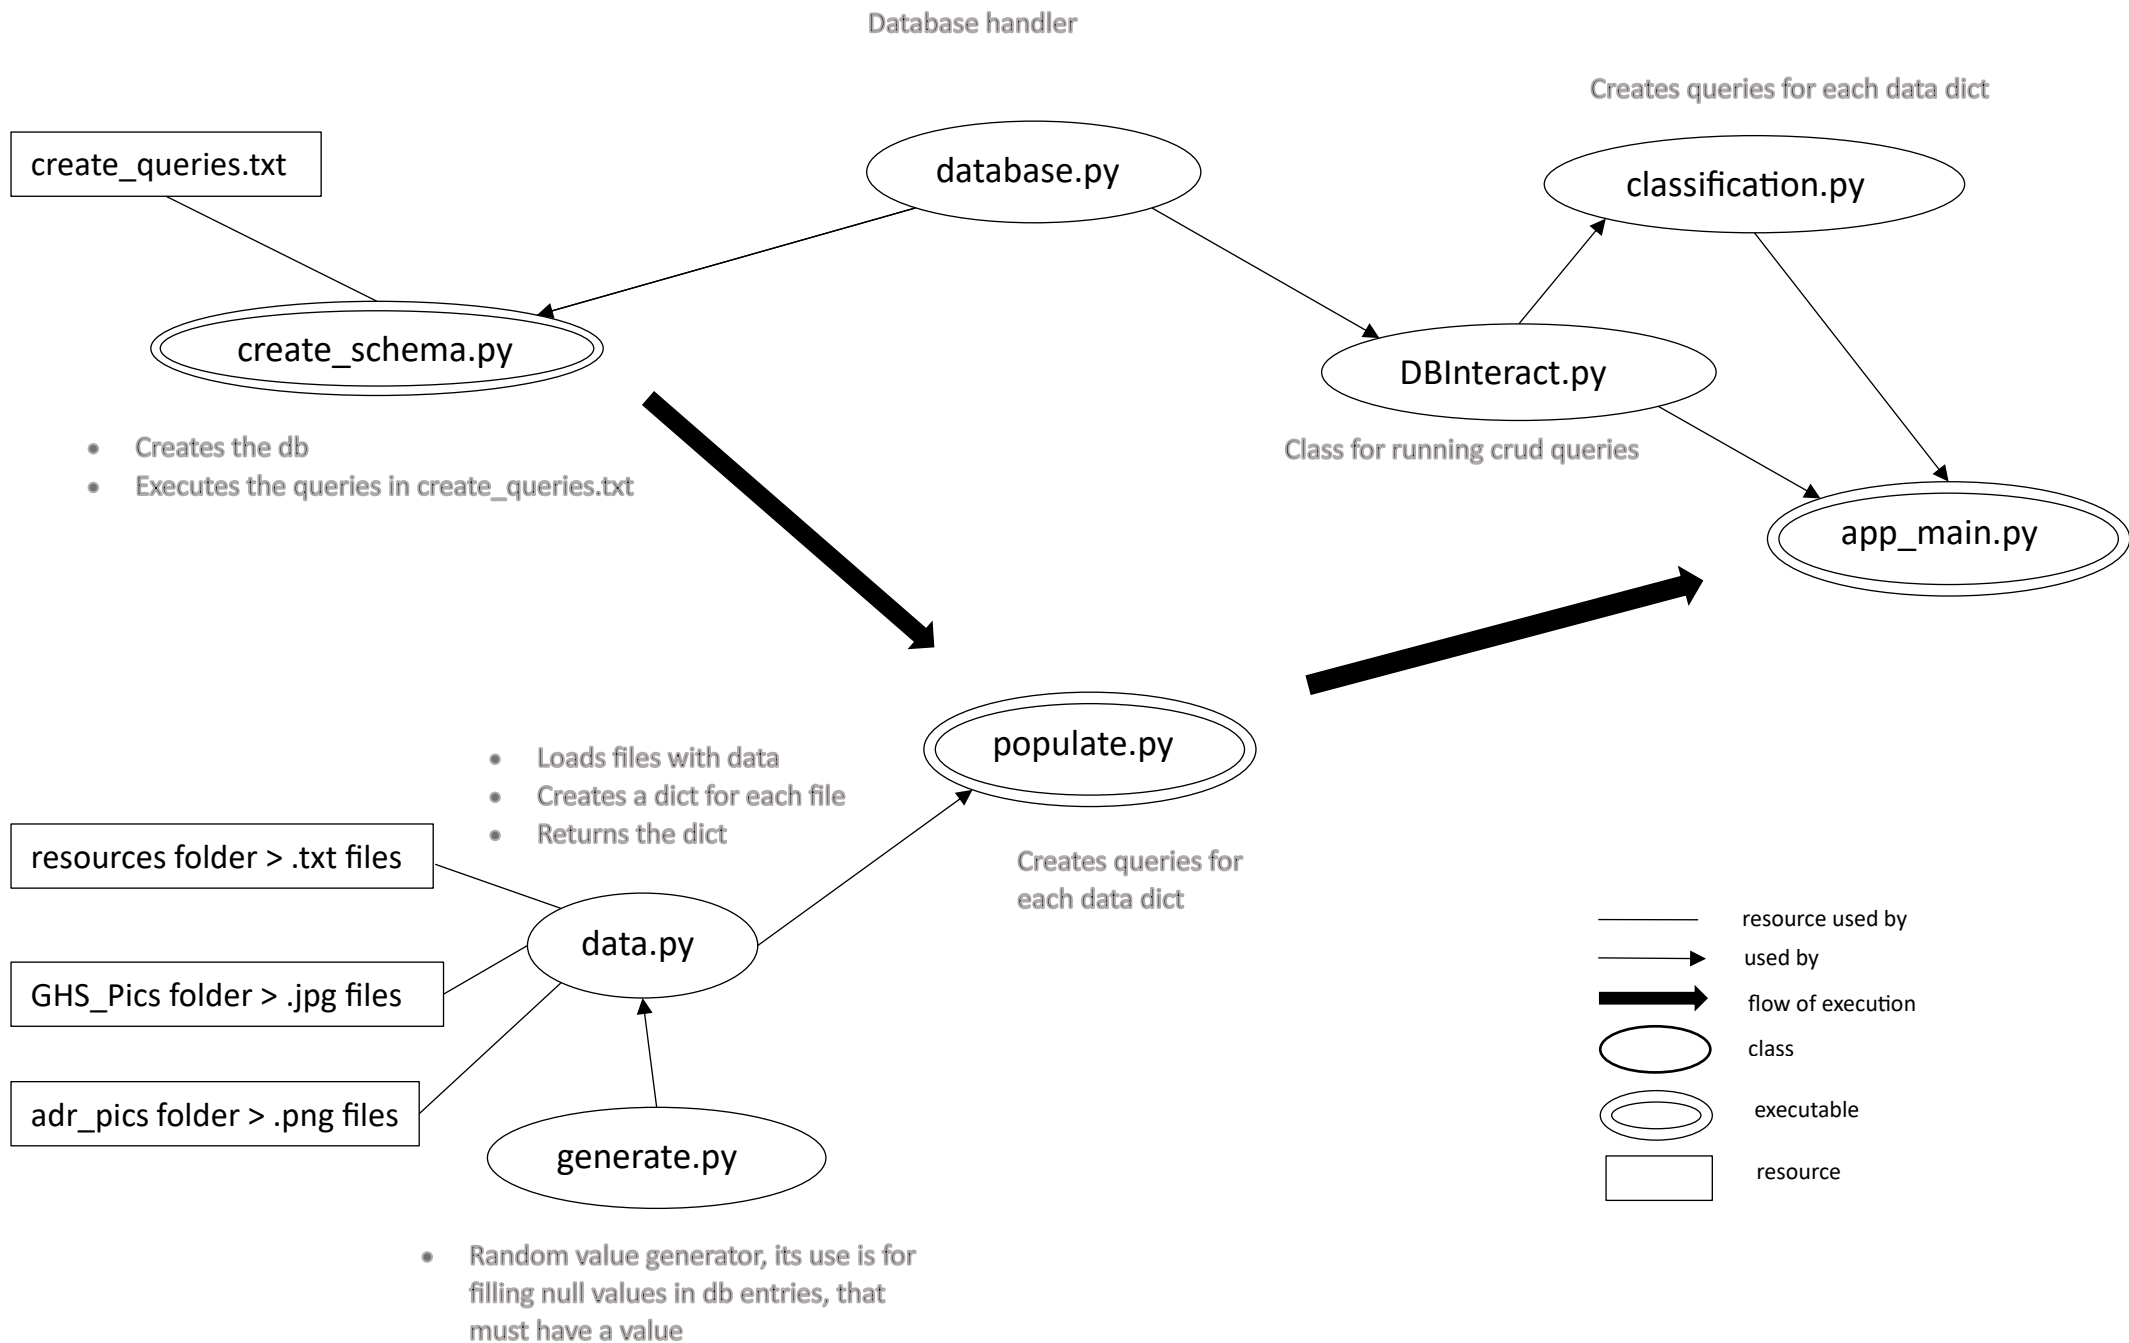 Database handler
Creates queries for each data dict
create_queries.txt
database.py
classification.py
create_schema.py
DBInteract.py
Creates the db
Executes the queries in create_queries.txt
Class for running crud queries
app_main.py
populate.py
Loads files with data
Creates a dict for each file
Returns the dict
Creates queries for
each data dict
resources folder > .txt files
data.py
GHS_Pics folder > .jpg files
adr_pics folder > .png files
generate.py
Random value generator, its use is for
filling null values in db entries, that
must have a value
resource used by
used by
flow of execution
class
executable
resource